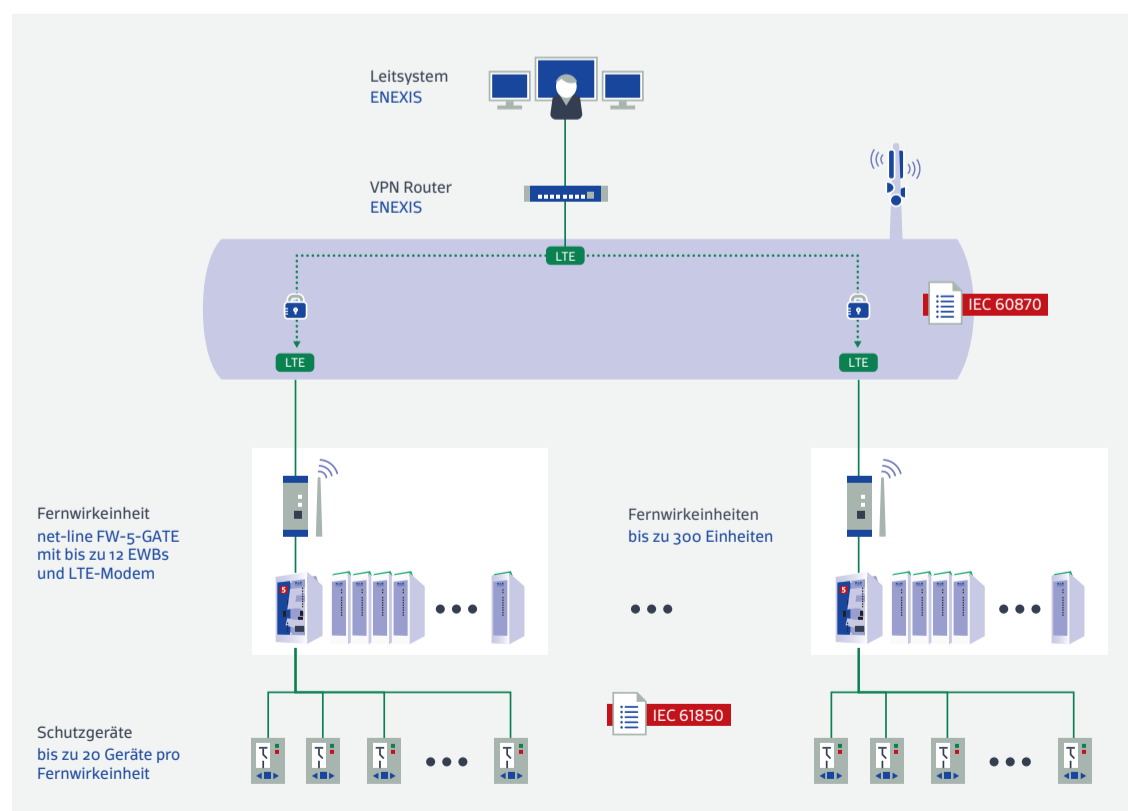 Leitsystem
ENEXIS
VPN Router
ENEXIS
LTE
IEC 60870
LTE
LTE
Fernwirkeinheit
net-line FW-5-GATE
mit bis zu 12 EWBs
und LTE-Modem
Fernwirkeinheiten
bis zu 300 Einheiten
5
5
IEC 61850
Schutzgeräte
bis zu 20 Geräte pro
Fernwirkeinheit